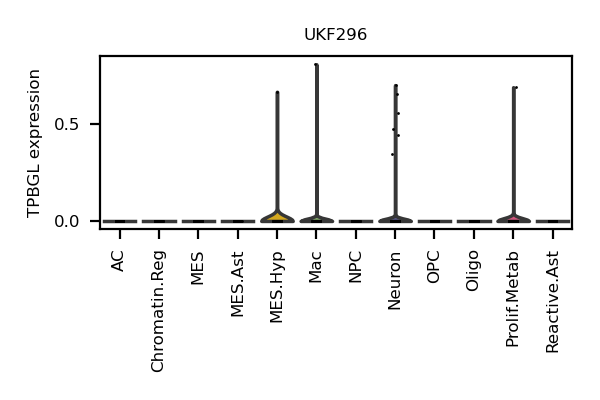 UKF296
TPBGL expression
0.5
0.0
AC
Chromatin.Reg
MES
MES.Ast
MES.Hyp
Mac
NPC
Neuron
OPC
Oligo
Prolif.Metab
Reactive.Ast